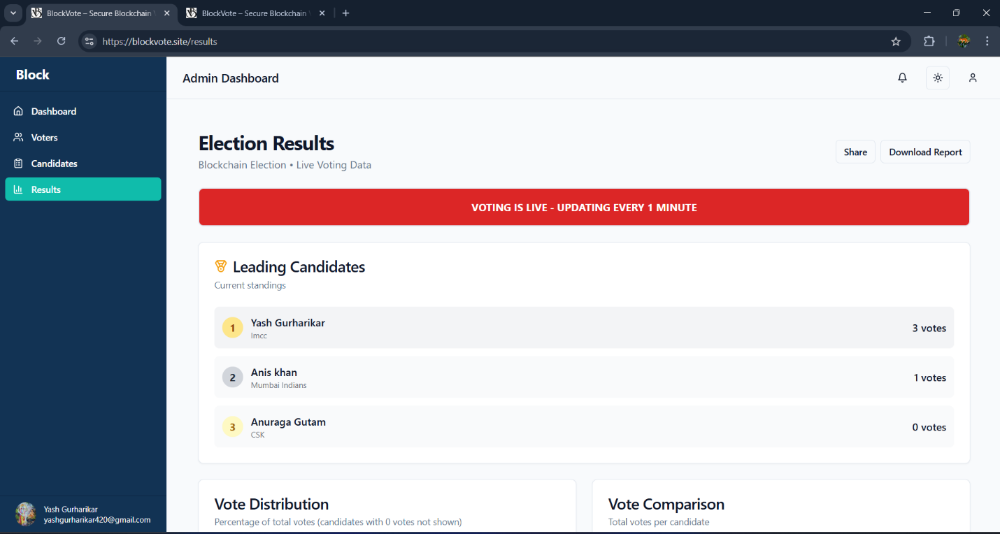 BlockVote – Secure Blockchain
BlockVote – Secure Blockchain
https://blockvote.site/results
Block
Admin Dashboard
Dashboard
Voters
Candidates
Results
Election Results
Blockchain Election • Live Voting Data
Share
Download Report
VOTING IS LIVE - UPDATING EVERY 1 MINUTE
Leading Candidates
Current standings
1
Yash Gurharikar
Imcc
3 votes
2
Anis khan
Mumbai Indians
1 votes
3
Anuraga Gutam
CSK
0 votes
Vote Distribution
Percentage of total votes (candidates with 0 votes not shown)
Vote Comparison
Total votes per candidate
Yash Gurharikar
yashgurharikar420@gmail.com